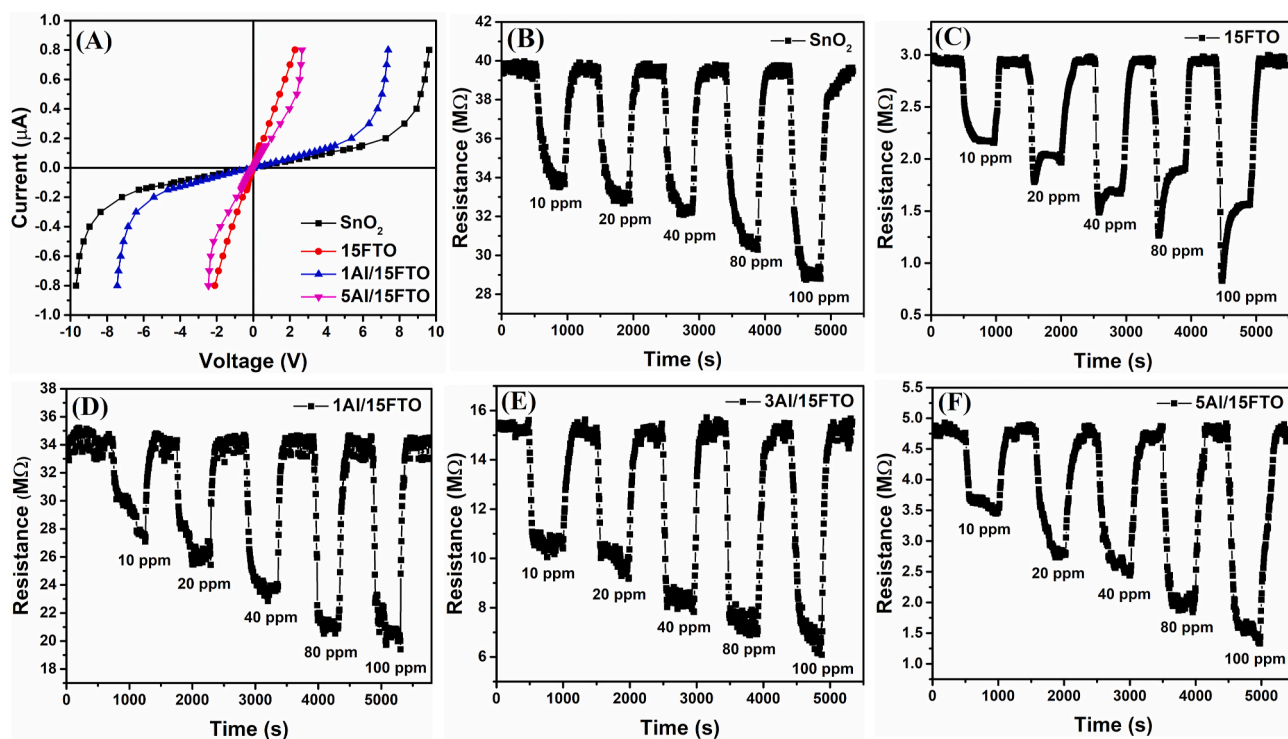 (A)
1.0
0.8
0.6
0.4
0.2
0.0
-0.2
-0.4
-0.6
-0.8
-1.0
Current (μA)
SnO2
15FTO
1Al/15FTO
5Al/15FTO
-10 -8 -6 -4 -2 0 2 4 6 8 10
Voltage (V)
(B)
SnO2
42
40
38
36
34
32
30
28
Resistance (MΩ)
10 ppm
20 ppm
40 ppm
80 ppm
100 ppm
0 1000 2000 3000 4000 5000
Time (s)
(C)
15FTO
3.0
2.5
2.0
1.5
1.0
0.5
Resistance (MΩ)
10 ppm
20 ppm
40 ppm
80 ppm
100 ppm
0 1000 2000 3000 4000 5000
Time (s)
(D)
1Al/15FTO
38
36
34
32
30
28
26
24
22
20
18
Resistance (MΩ)
10 ppm
20 ppm
40 ppm
80 ppm
100 ppm
0 1000 2000 3000 4000 5000
Time (s)
(E)
3Al/15FTO
16
14
12
10
8
6
Resistance (MΩ)
10 ppm
20 ppm
40 ppm
80 ppm
100 ppm
0 1000 2000 3000 4000 5000
Time (s)
(F)
5Al/15FTO
5.0
4.5
4.0
3.5
3.0
2.5
2.0
1.5
1.0
Resistance (MΩ)
10 ppm
20 ppm
40 ppm
80 ppm
100 ppm
0 1000 2000 3000 4000 5000
Time (s)